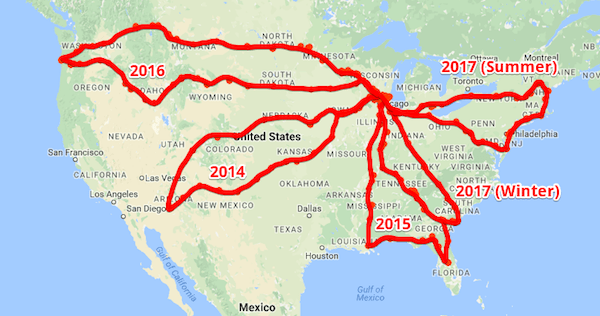 Ottawa
Montreal
WASHINGTON
MONTANA
NORTH
DAKOTA
MINNESOTA
2017 (Summer)
2016
SOUTH
DAKOTA
WISCONSIN
MICHIGAN
OREGON
IDAHO
WYOMING
Chicago
NEW YORK
VT
NH
MA
CT
RI
NEBRASKA
IOWA
ILLINOIS
OHIO
PENN
Philadelphia
NEVADA
UTAH
COLORADO
United States
KANSAS
MISSOURI
WEST
VIRGINIA
VIRGINIA
KENTUCKY
San Francisco
CALIFORNIA
Las Vegas
2014
OKLAHOMA
ARKANSAS
TENNESSEE
NORTH
CAROLINA
2017 (Winter)
Los Angeles
San Diego
ARIZONA
NEW MEXICO
Dallas
MISSISSIPPI
SOUTH
CAROLINA
2015
TEXAS
LOUISIANA
GEORGIA
Houston
FLORIDA
Gulf of
California
Gulf of
Mexico
Mexico